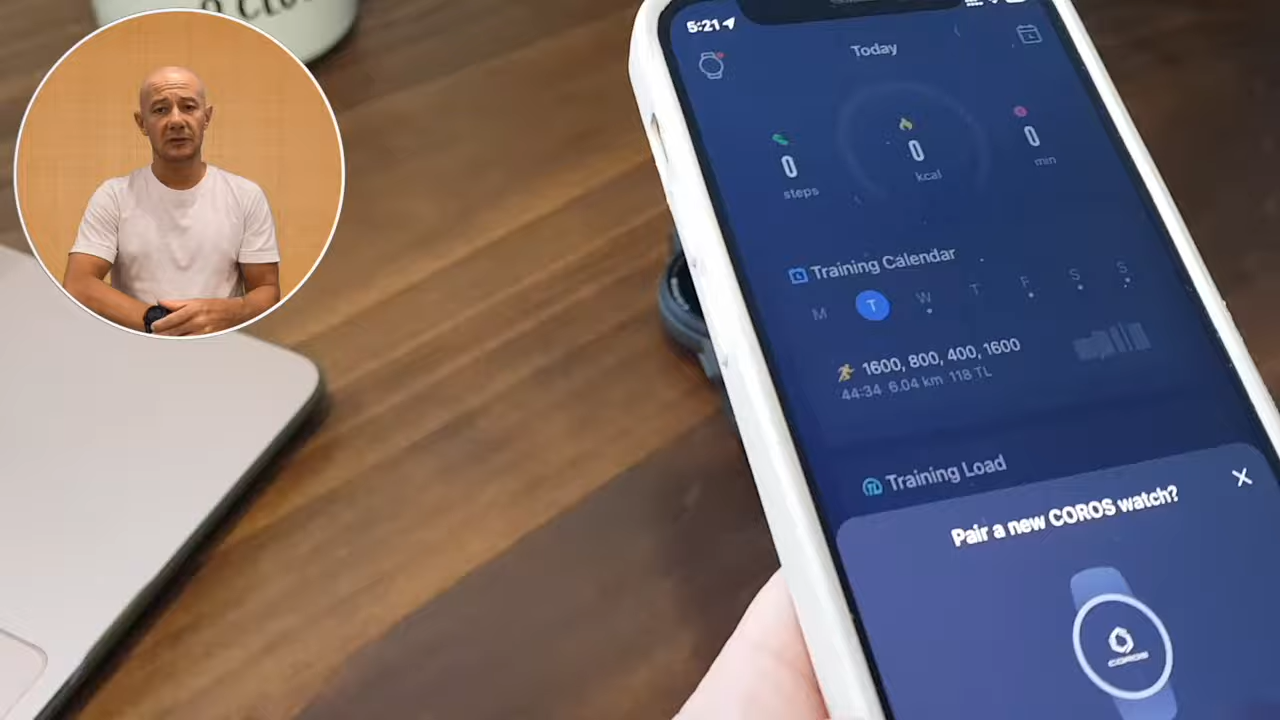 5:21
Today
0
steps
0
kcal
0
min
Training Calendar
M T W T F S S
1600, 800, 400, 1600
44:34 6.04 km 118 TL
Training Load
Pair a new COROS watch?
COROS